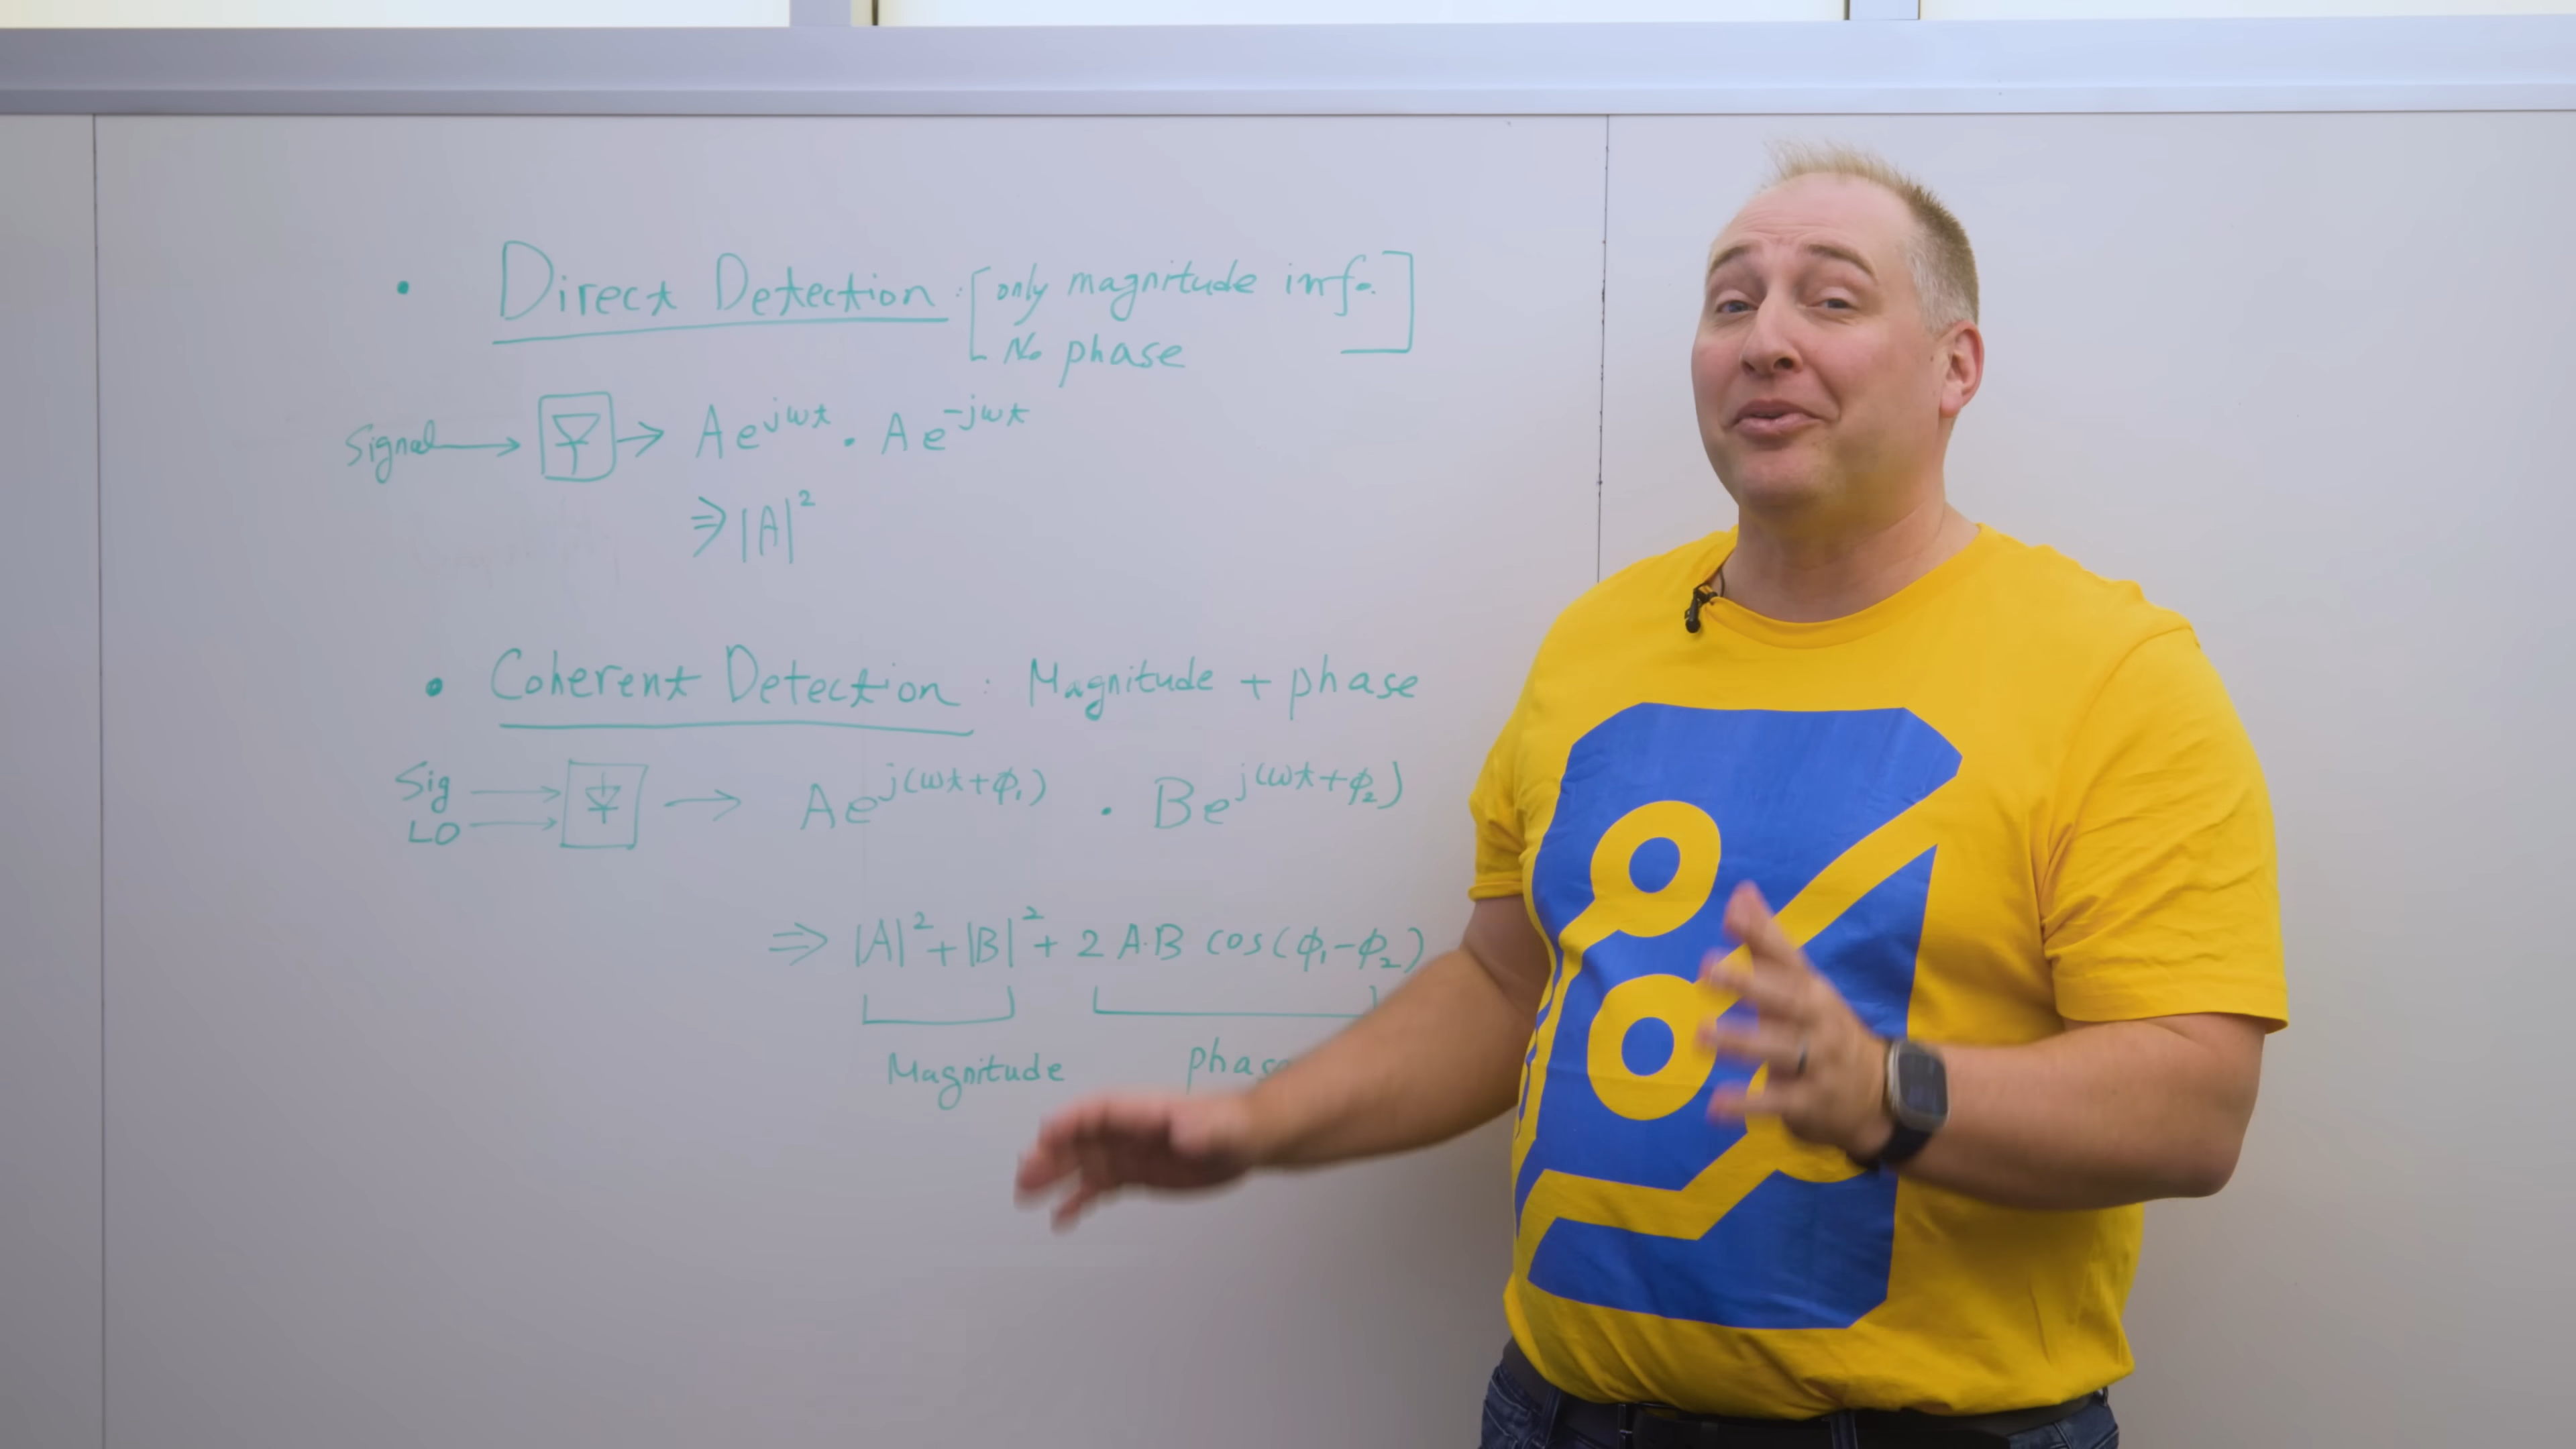 • Direct Detection : [only magnitude info.
No phase]
Signal → → Ae^{jωt} · Ae^{-jωt}
⇒ |A|²
• Coherent Detection : Magnitude + phase
Sig → → Ae^{j(ωt+φ₁)} · Be^{j(ωt+φ₂)}
LO →
⇒ |A|² + |B|² + 2 A·B cos(φ₁-φ₂)
Magnitude phase